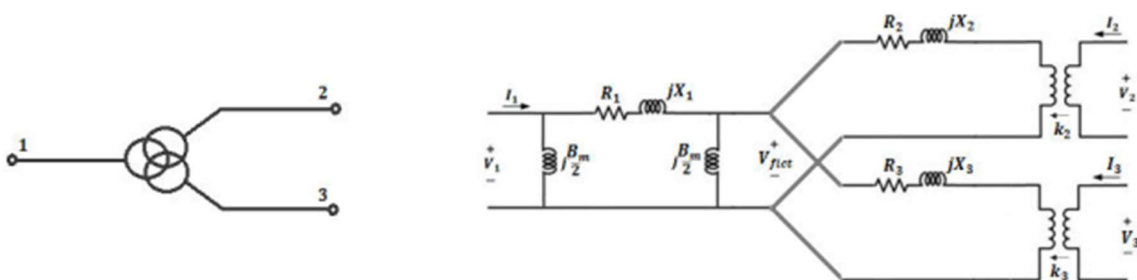 1
2
3
I₁
R₁ jX₁
+
V₁
−
j Bₘ/2
j Bₘ/2
+
V_fict
−
R₂ jX₂
I₂
+
V₂
−
k₂
R₃ jX₃
I₃
+
V₃
−
k₃